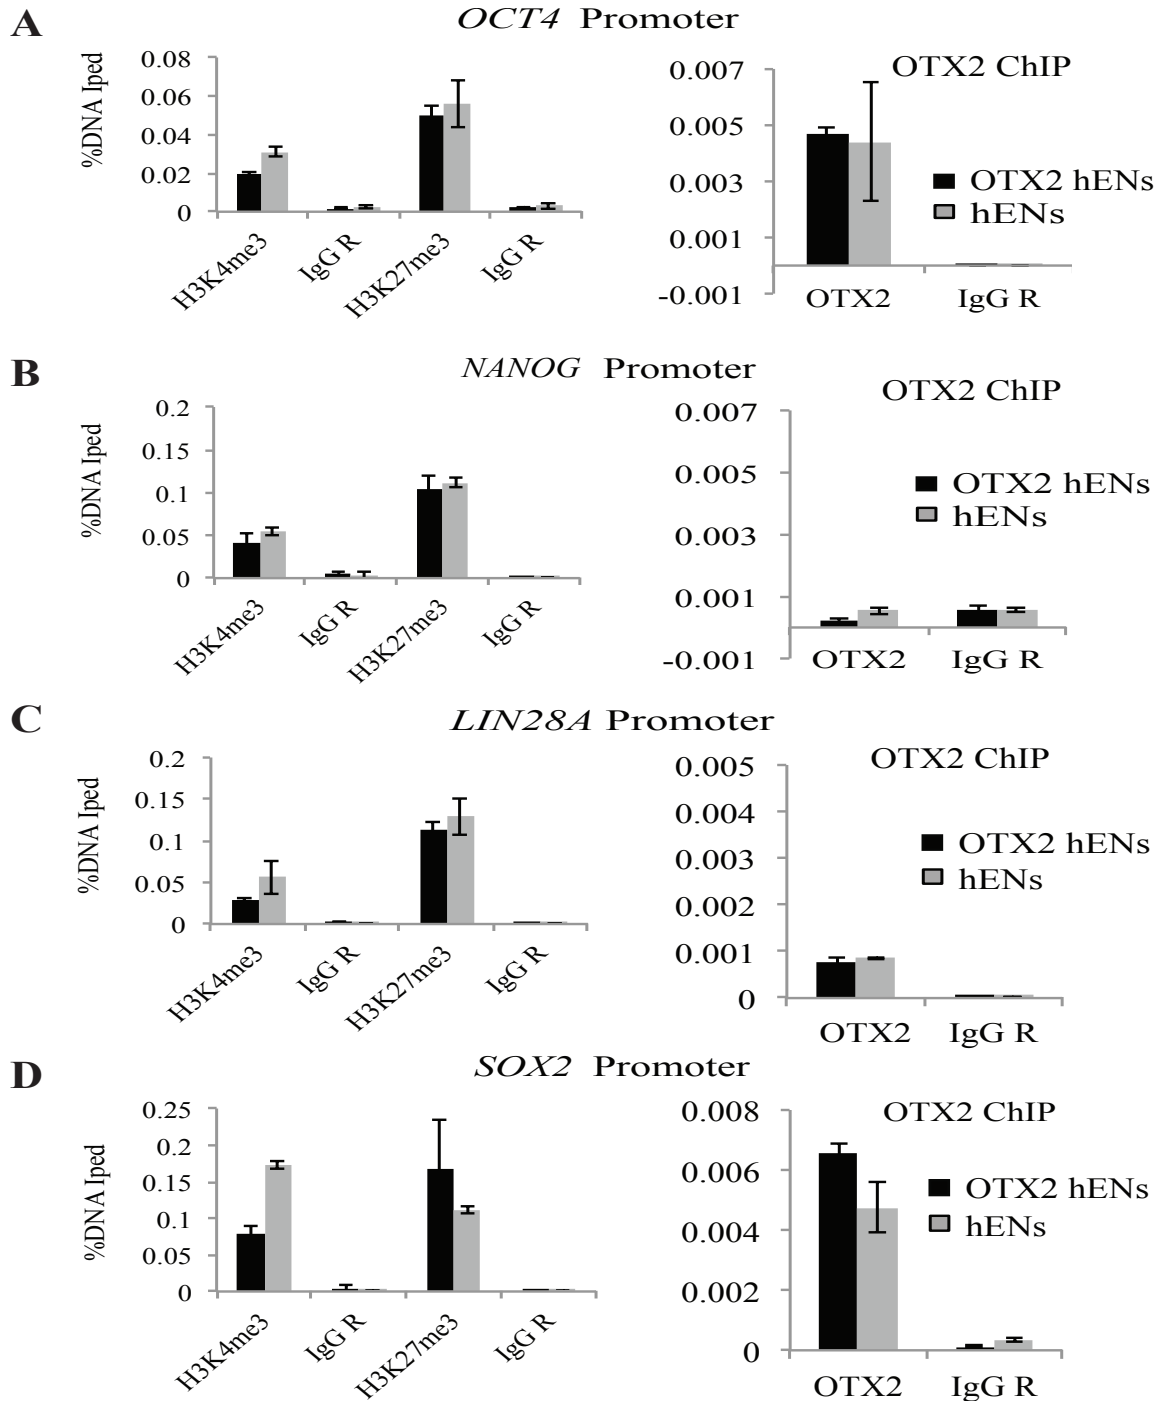 A
OCT4 Promoter
%DNA Iped
0.08
0.06
0.04
0.02
0
H3K4me3
IgG R
H3K27me3
IgG R
OTX2 ChIP
0.007
0.005
0.003
0.001
-0.001
OTX2 hENs
hENs
OTX2
IgG R
B
NANOG Promoter
%DNA Iped
0.2
0.15
0.1
0.05
0
H3K4me3
IgG R
H3K27me3
IgG R
OTX2 ChIP
0.007
0.005
0.003
0.001
-0.001
OTX2 hENs
hENs
OTX2
IgG R
C
LIN28A Promoter
%DNA Iped
0.2
0.15
0.1
0.05
0
H3K4me3
IgG R
H3K27me3
IgG R
OTX2 ChIP
0.005
0.004
0.003
0.002
0.001
0
OTX2 hENs
hENs
OTX2
IgG R
D
SOX2 Promoter
%DNA Iped
0.25
0.2
0.15
0.1
0.05
0
H3K4me3
IgG R
H3K27me3
IgG R
OTX2 ChIP
0.008
0.006
0.004
0.002
0
OTX2 hENs
hENs
OTX2
IgG R